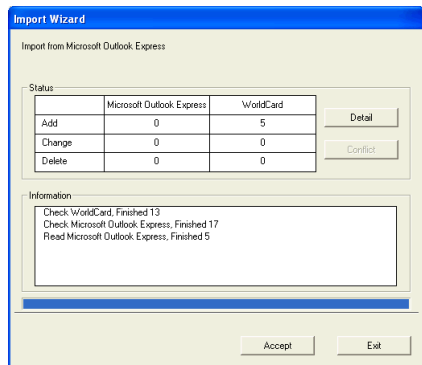 Import Wizard
Import from Microsoft Outlook Express
Status
Microsoft Outlook Express WorldCard
Add 0 5
Detail
Change 0 0
Conflict
Delete 0 0
Information
Check WorldCard, Finished 13
Check Microsoft Outlook Express, Finished 17
Read Microsoft Outlook Express, Finished 5
Accept Exit